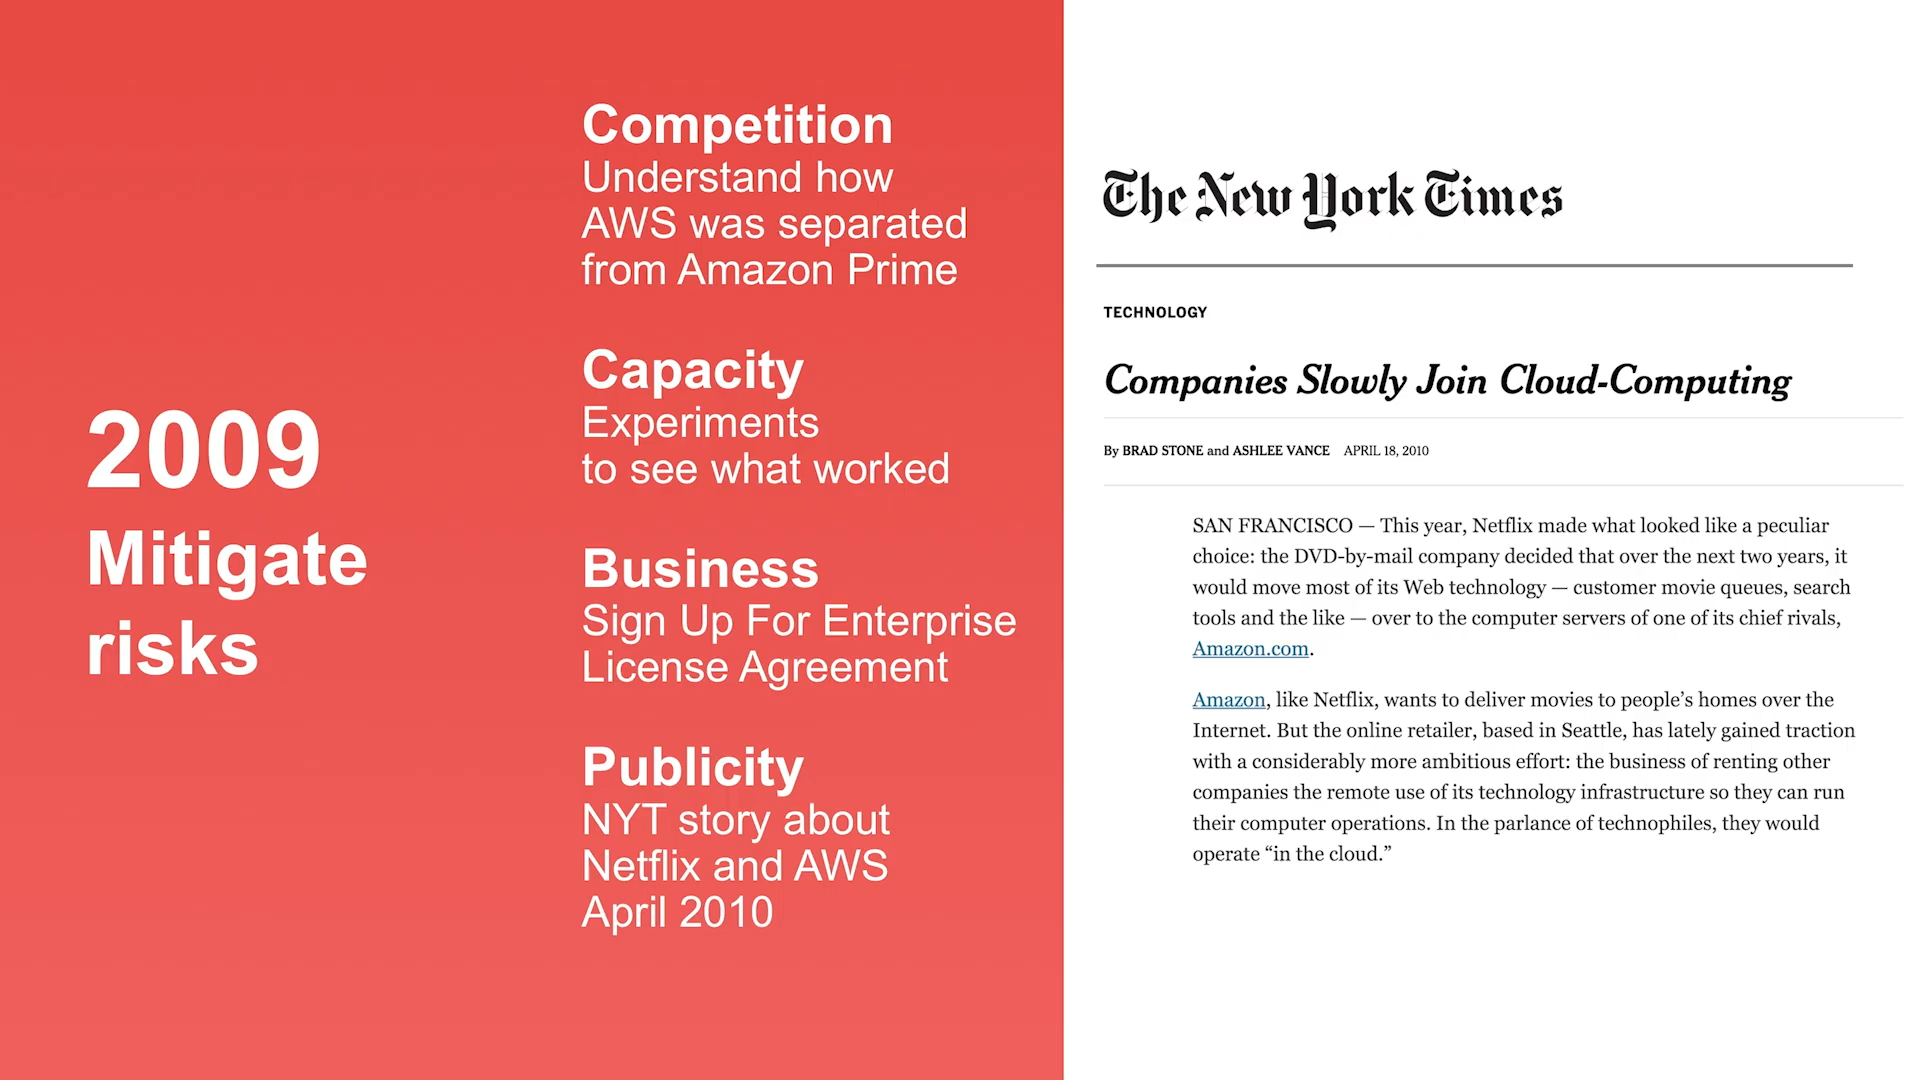 2009
Mitigate
risks
Competition
Understand how
AWS was separated
from Amazon Prime
Capacity
Experiments
to see what worked
Business
Sign Up For Enterprise
License Agreement
Publicity
NYT story about
Netflix and AWS
April 2010
The New York Times
TECHNOLOGY
Companies Slowly Join Cloud-Computing
By BRAD STONE and ASHLEE VANCE APRIL 18, 2010
SAN FRANCISCO — This year, Netflix made what looked like a peculiar
choice: the DVD-by-mail company decided that over the next two years, it
would move most of its Web technology — customer movie queues, search
tools and the like — over to the computer servers of one of its chief rivals,
Amazon.com.
Amazon, like Netflix, wants to deliver movies to people’s homes over the
Internet. But the online retailer, based in Seattle, has lately gained traction
with a considerably more ambitious effort: the business of renting other
companies the remote use of its technology infrastructure so they can run
their computer operations. In the parlance of technophiles, they would
operate “in the cloud.”